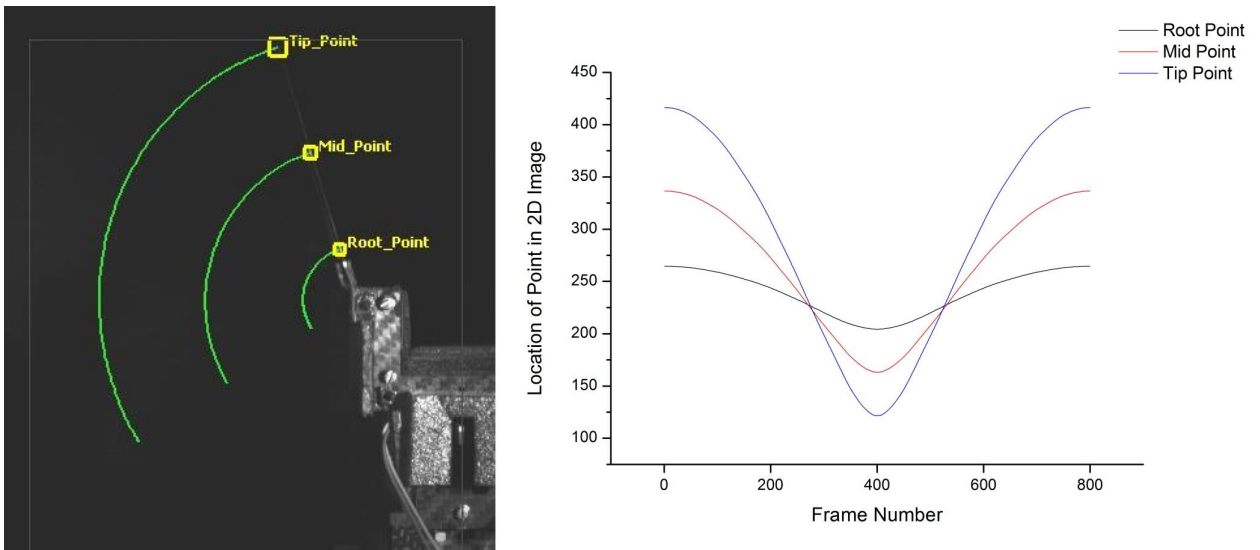 Tip_Point
Mid_Point
Root_Point
Root Point
Mid Point
Tip Point
450
400
350
300
250
200
150
100
0
200
400
600
800
Location of Point in 2D Image
Frame Number